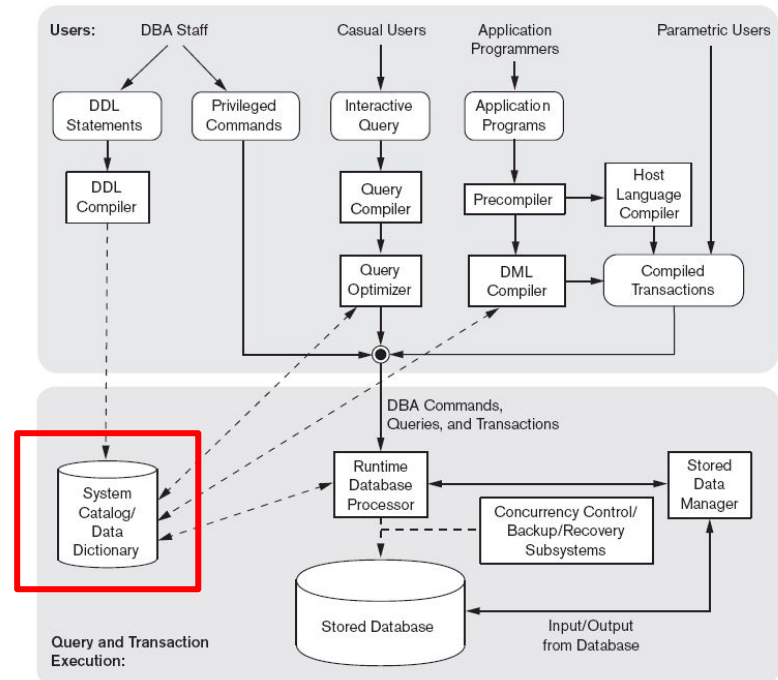 Users:
DBA Staff
Casual Users
Application
Programmers
Parametric Users
DDL
Statements
Privileged
Commands
Interactive
Query
Application
Programs
DDL
Compiler
Query
Compiler
Precompiler
Host
Language
Compiler
Query
Optimizer
DML
Compiler
Compiled
Transactions
DBA Commands,
Queries, and Transactions
System
Catalog/
Data
Dictionary
Runtime
Database
Processor
Stored
Data
Manager
Concurrency Control/
Backup/Recovery
Subsystems
Stored Database
Input/Output
from Database
Query and Transaction
Execution: